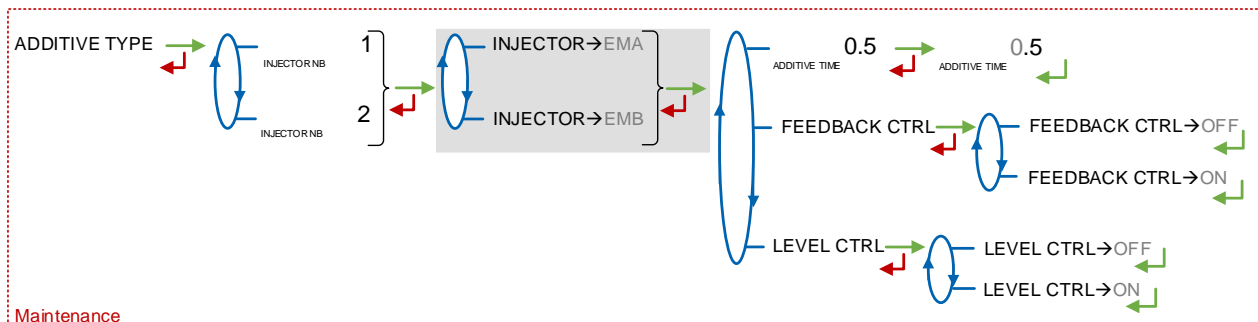 ADDITIVE TYPE
INJECTOR NB 1
INJECTOR NB 2
INJECTOR→EMA
INJECTOR→EMB
ADDITIVE TIME 0.5
ADDITIVE TIME 0.5
FEEDBACK CTRL
FEEDBACK CTRL→OFF
FEEDBACK CTRL→ON
LEVEL CTRL
LEVEL CTRL→OFF
LEVEL CTRL→ON
Maintenance